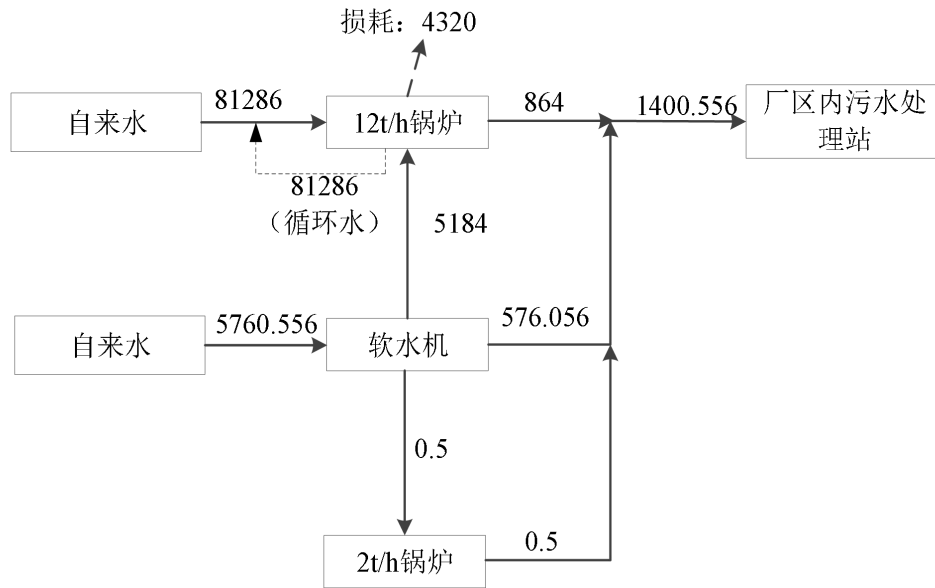 损耗：4320
81286
864
1400.556
自来水
12t/h锅炉
厂区内污水处
理站
81286
（循环水）
5184
5760.556
576.056
自来水
软水机
0.5
2t/h锅炉
0.5